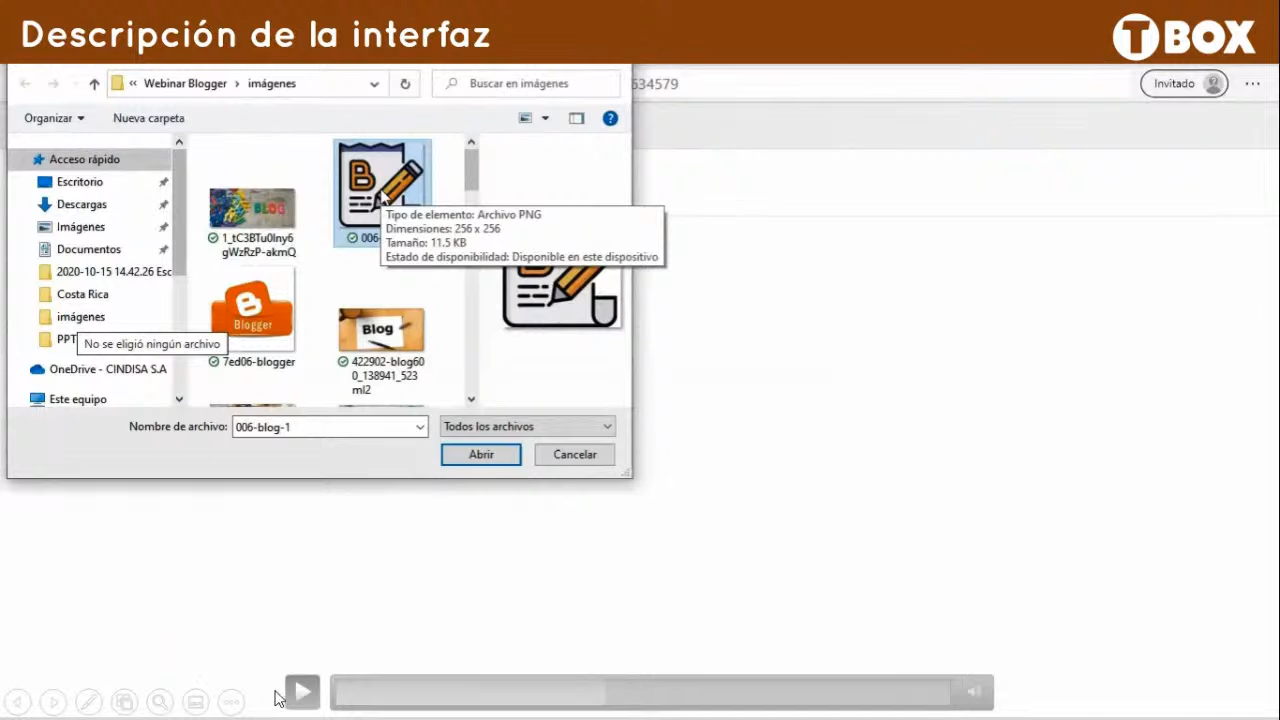 Descripción de la interfaz
T BOX
« Webinar Blogger › imágenes
Buscar en imágenes
634579
Invitado
Organizar
Nueva carpeta
Acceso rápido
Escritorio
Descargas
Imágenes
Documentos
2020-10-15 14.42.26 Esc
Costa Rica
imágenes
PPT
No se eligió ningún archivo
OneDrive - CINDISA S.A
Este equipo
BLOG
1_tC3BTu0Iny6
gWzRzP-akmQ
B
006-
Tipo de elemento: Archivo PNG
Dimensiones: 256 x 256
Tamaño: 11.5 KB
Estado de disponibilidad: Disponible en este dispositivo
Blogger
7ed06-blogger
Blog
422902-blog60
0_138941_523
ml2
Nombre de archivo:
006-blog-1
Todos los archivos
Abrir
Cancelar